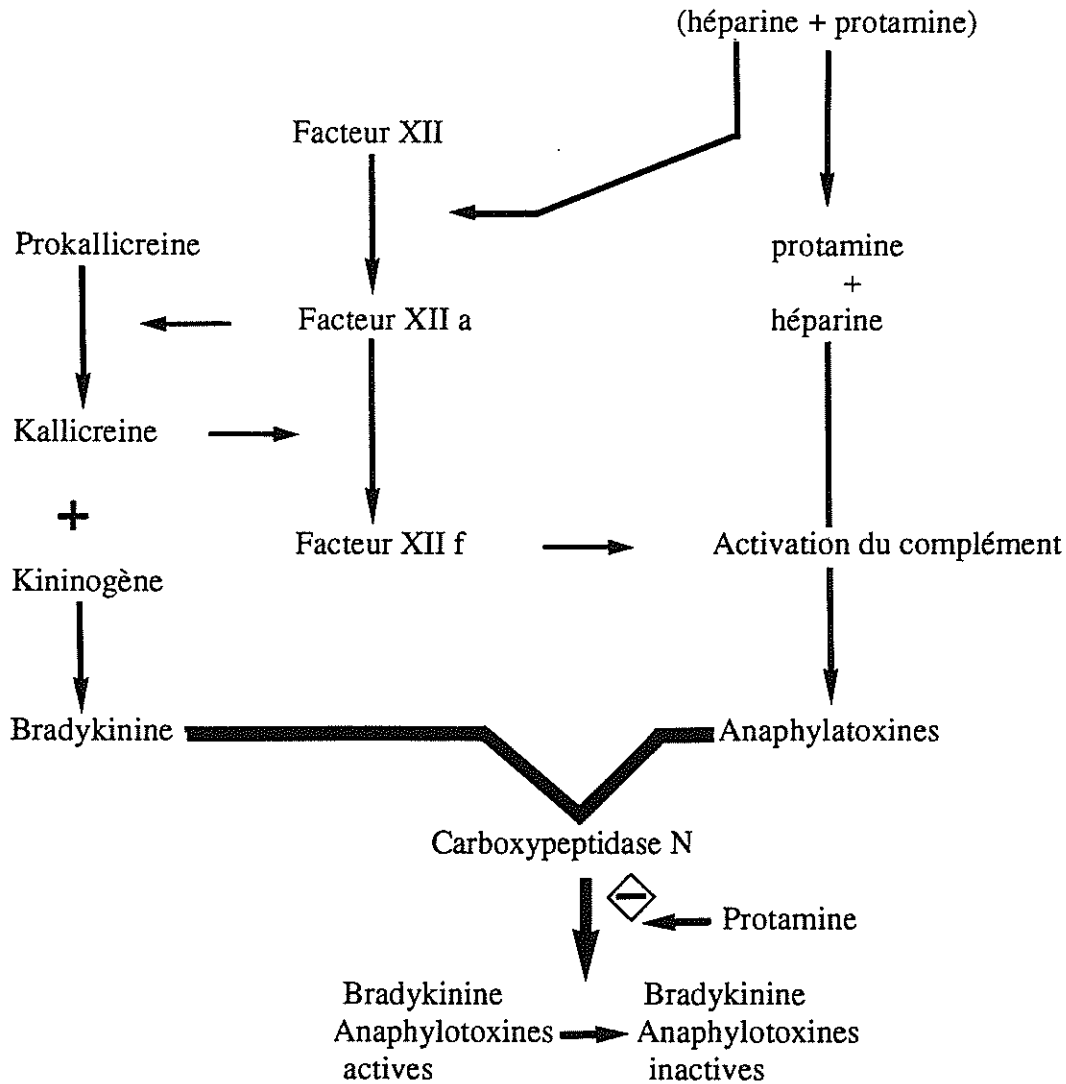 (héparine + protamine)
Facteur XII
Prokallicreine
protamine
+
héparine
Facteur XII a
Kallicreine
+
Kininogène
Facteur XII f
Activation du complément
Bradykinine
Anaphylatoxines
Carboxypeptidase N
Protamine
Bradykinine
Anaphylotoxines
actives
Bradykinine
Anaphylotoxines
inactives